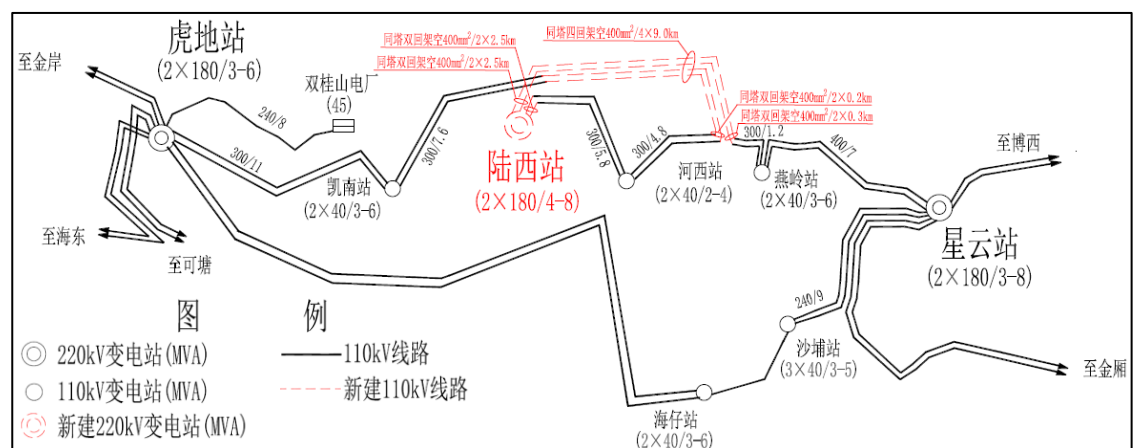 虎地站
(2×180/3-6)
至金岸
双桂山电厂
(45)
240/8
300/11
凯南站
(2×40/3-6)
300/7.6
同塔双回架空400mm²/2×2.5km
同塔双回架空400mm²/2×2.5km
同塔四回架空400mm²/4×9.0km
陆西站
(2×180/4-8)
300/5.8
300/4.8
同塔双回架空400mm²/2×0.2km
同塔双回架空400mm²/2×0.3km
300/1.2
河西站
(2×40/2-4)
燕岭站
(2×40/3-6)
400/7
至博西
星云站
(2×180/3-8)
至海东
至可塘
240/9
沙埔站
(3×40/3-5)
至金厢
海仔站
(2×40/3-6)
图 例
220kV变电站(MVA)
110kV变电站(MVA)
新建220kV变电站(MVA)
110kV线路
新建110kV线路